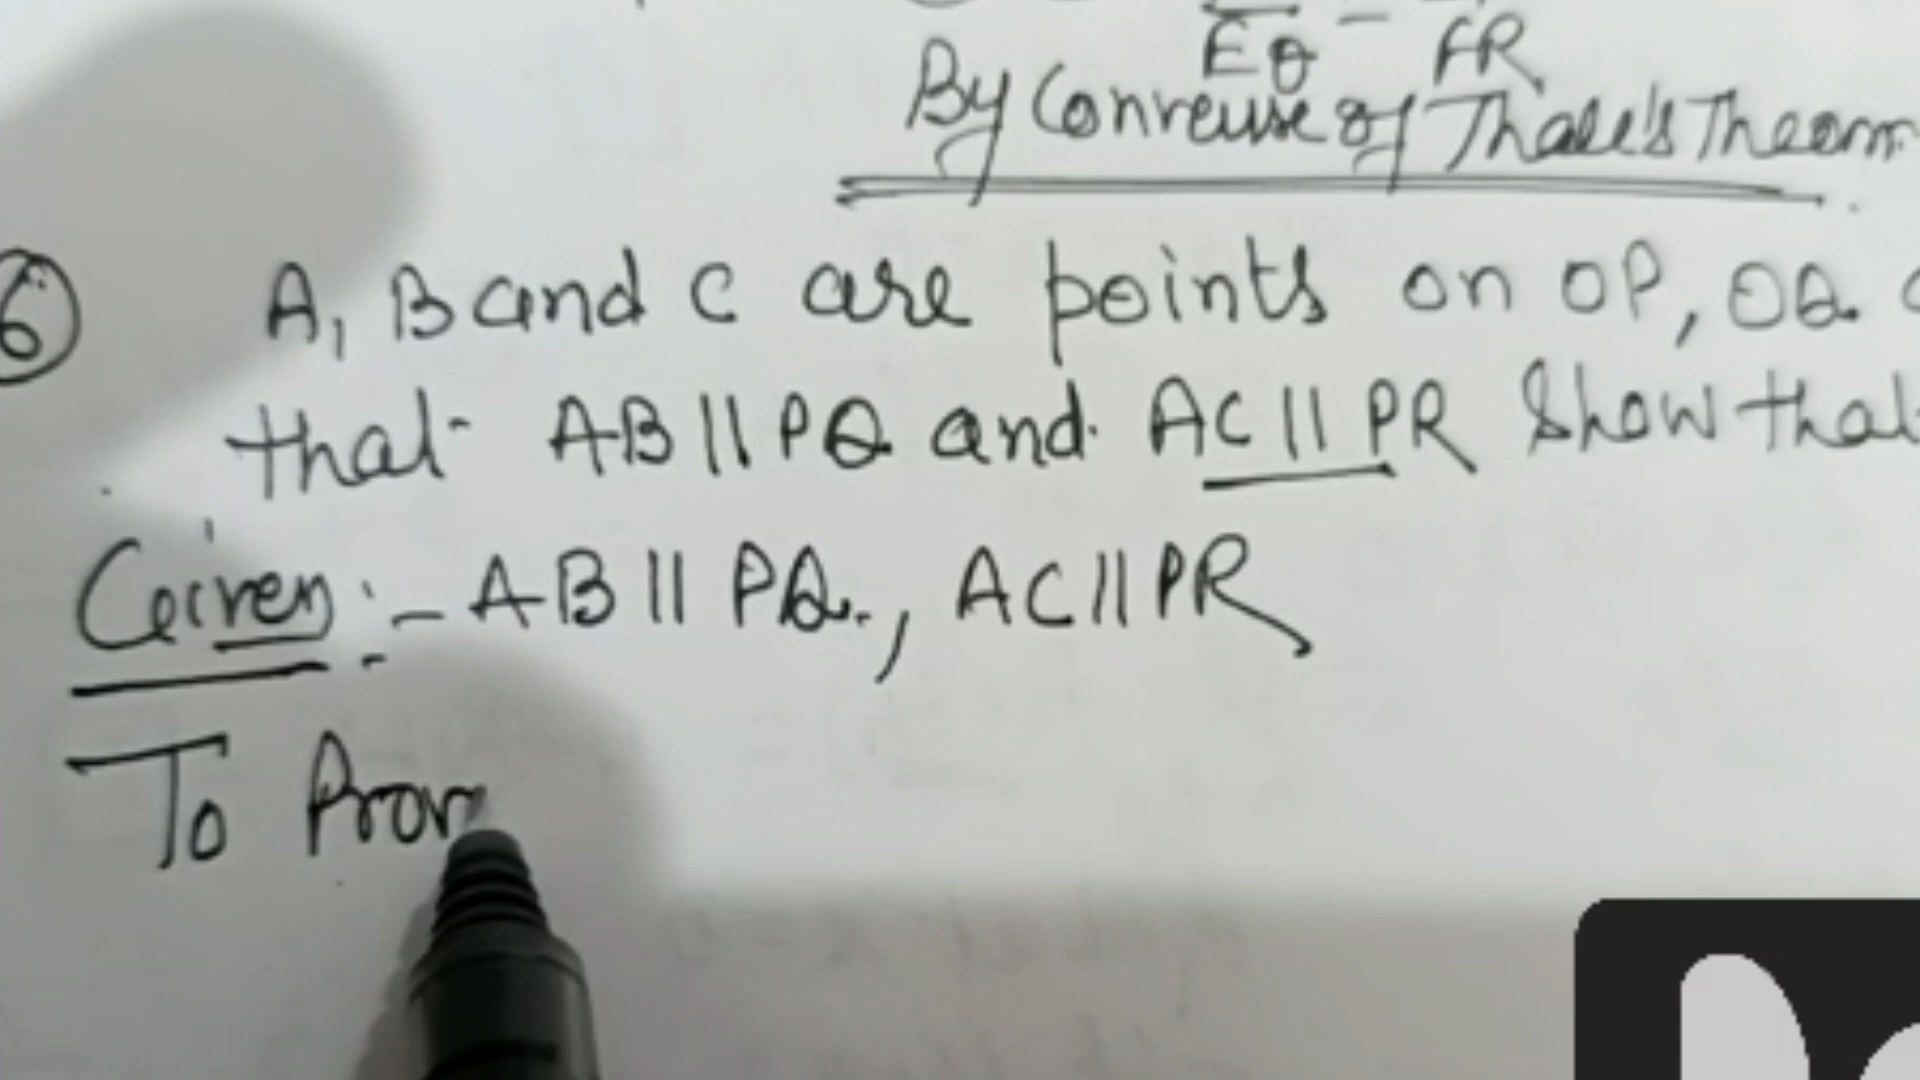 EQ = FR
By Converse of Thale's Theorem
6 A, B and C are points on OP, OQ
that AB || PQ and AC || PR Show that
Given :- AB || PQ, AC || PR
To Prov